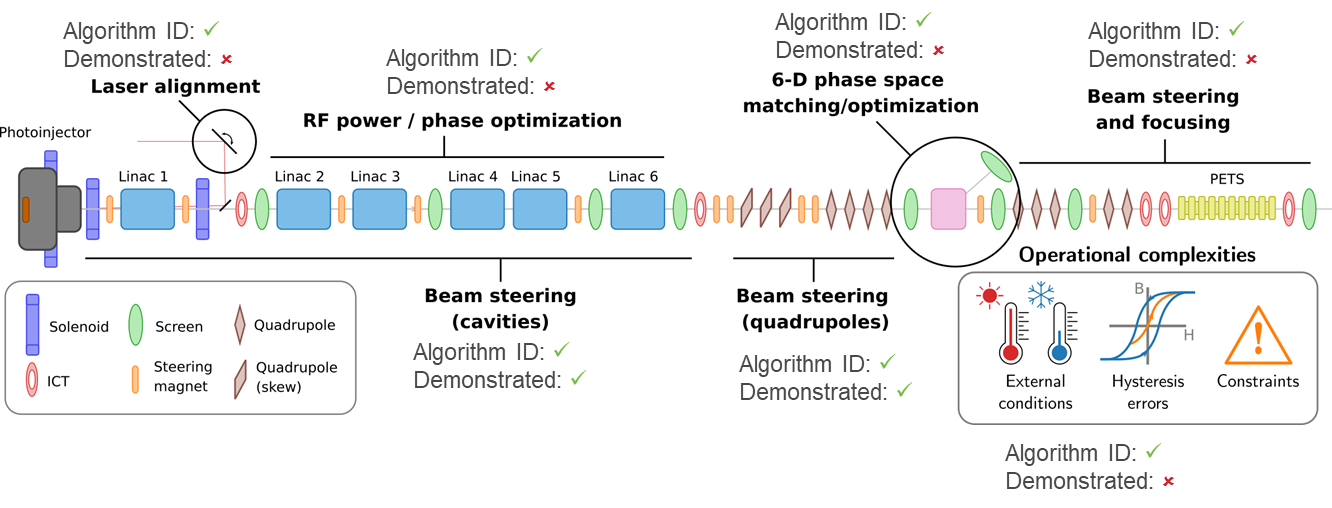 Algorithm ID: ✓
Demonstrated: ✗
Laser alignment
Algorithm ID: ✓
Demonstrated: ✗
RF power / phase optimization
Algorithm ID: ✓
Demonstrated: ✗
6-D phase space
matching/optimization
Algorithm ID: ✓
Demonstrated: ✗
Beam steering
and focusing
Photoinjector
Linac 1
Linac 2
Linac 3
Linac 4
Linac 5
Linac 6
PETS
Beam steering
(cavities)
Algorithm ID: ✓
Demonstrated: ✓
Beam steering
(quadrupoles)
Algorithm ID: ✓
Demonstrated: ✓
Solenoid
Screen
Quadrupole
ICT
Steering
magnet
Quadrupole
(skew)
Operational complexities
B
H
External
conditions
Hysteresis
errors
Constraints
Algorithm ID: ✓
Demonstrated: ✗